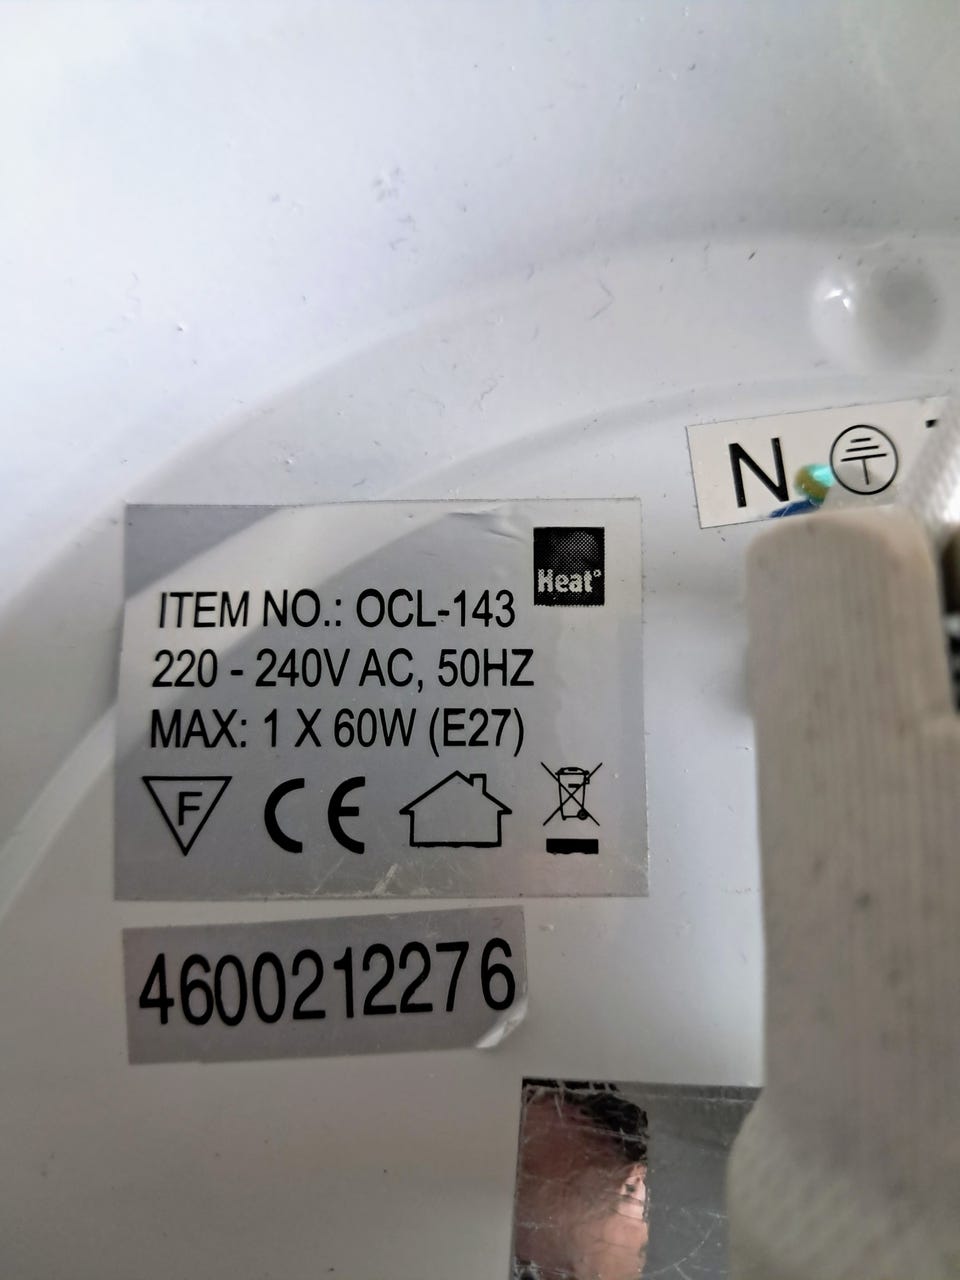 N
Heat°
ITEM NO.: OCL-143
220 - 240V AC, 50HZ
MAX: 1 X 60W (E27)
F CE
4600212276